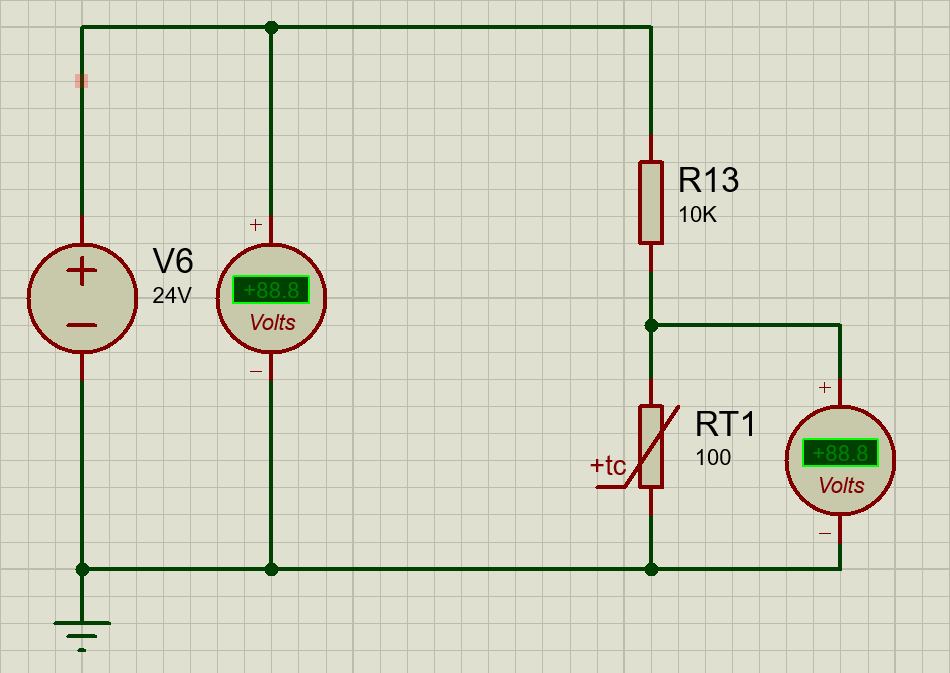 R13
10K
+
V6
24V
+88.8
Volts
−
+
RT1
100
+tc
+88.8
Volts
−